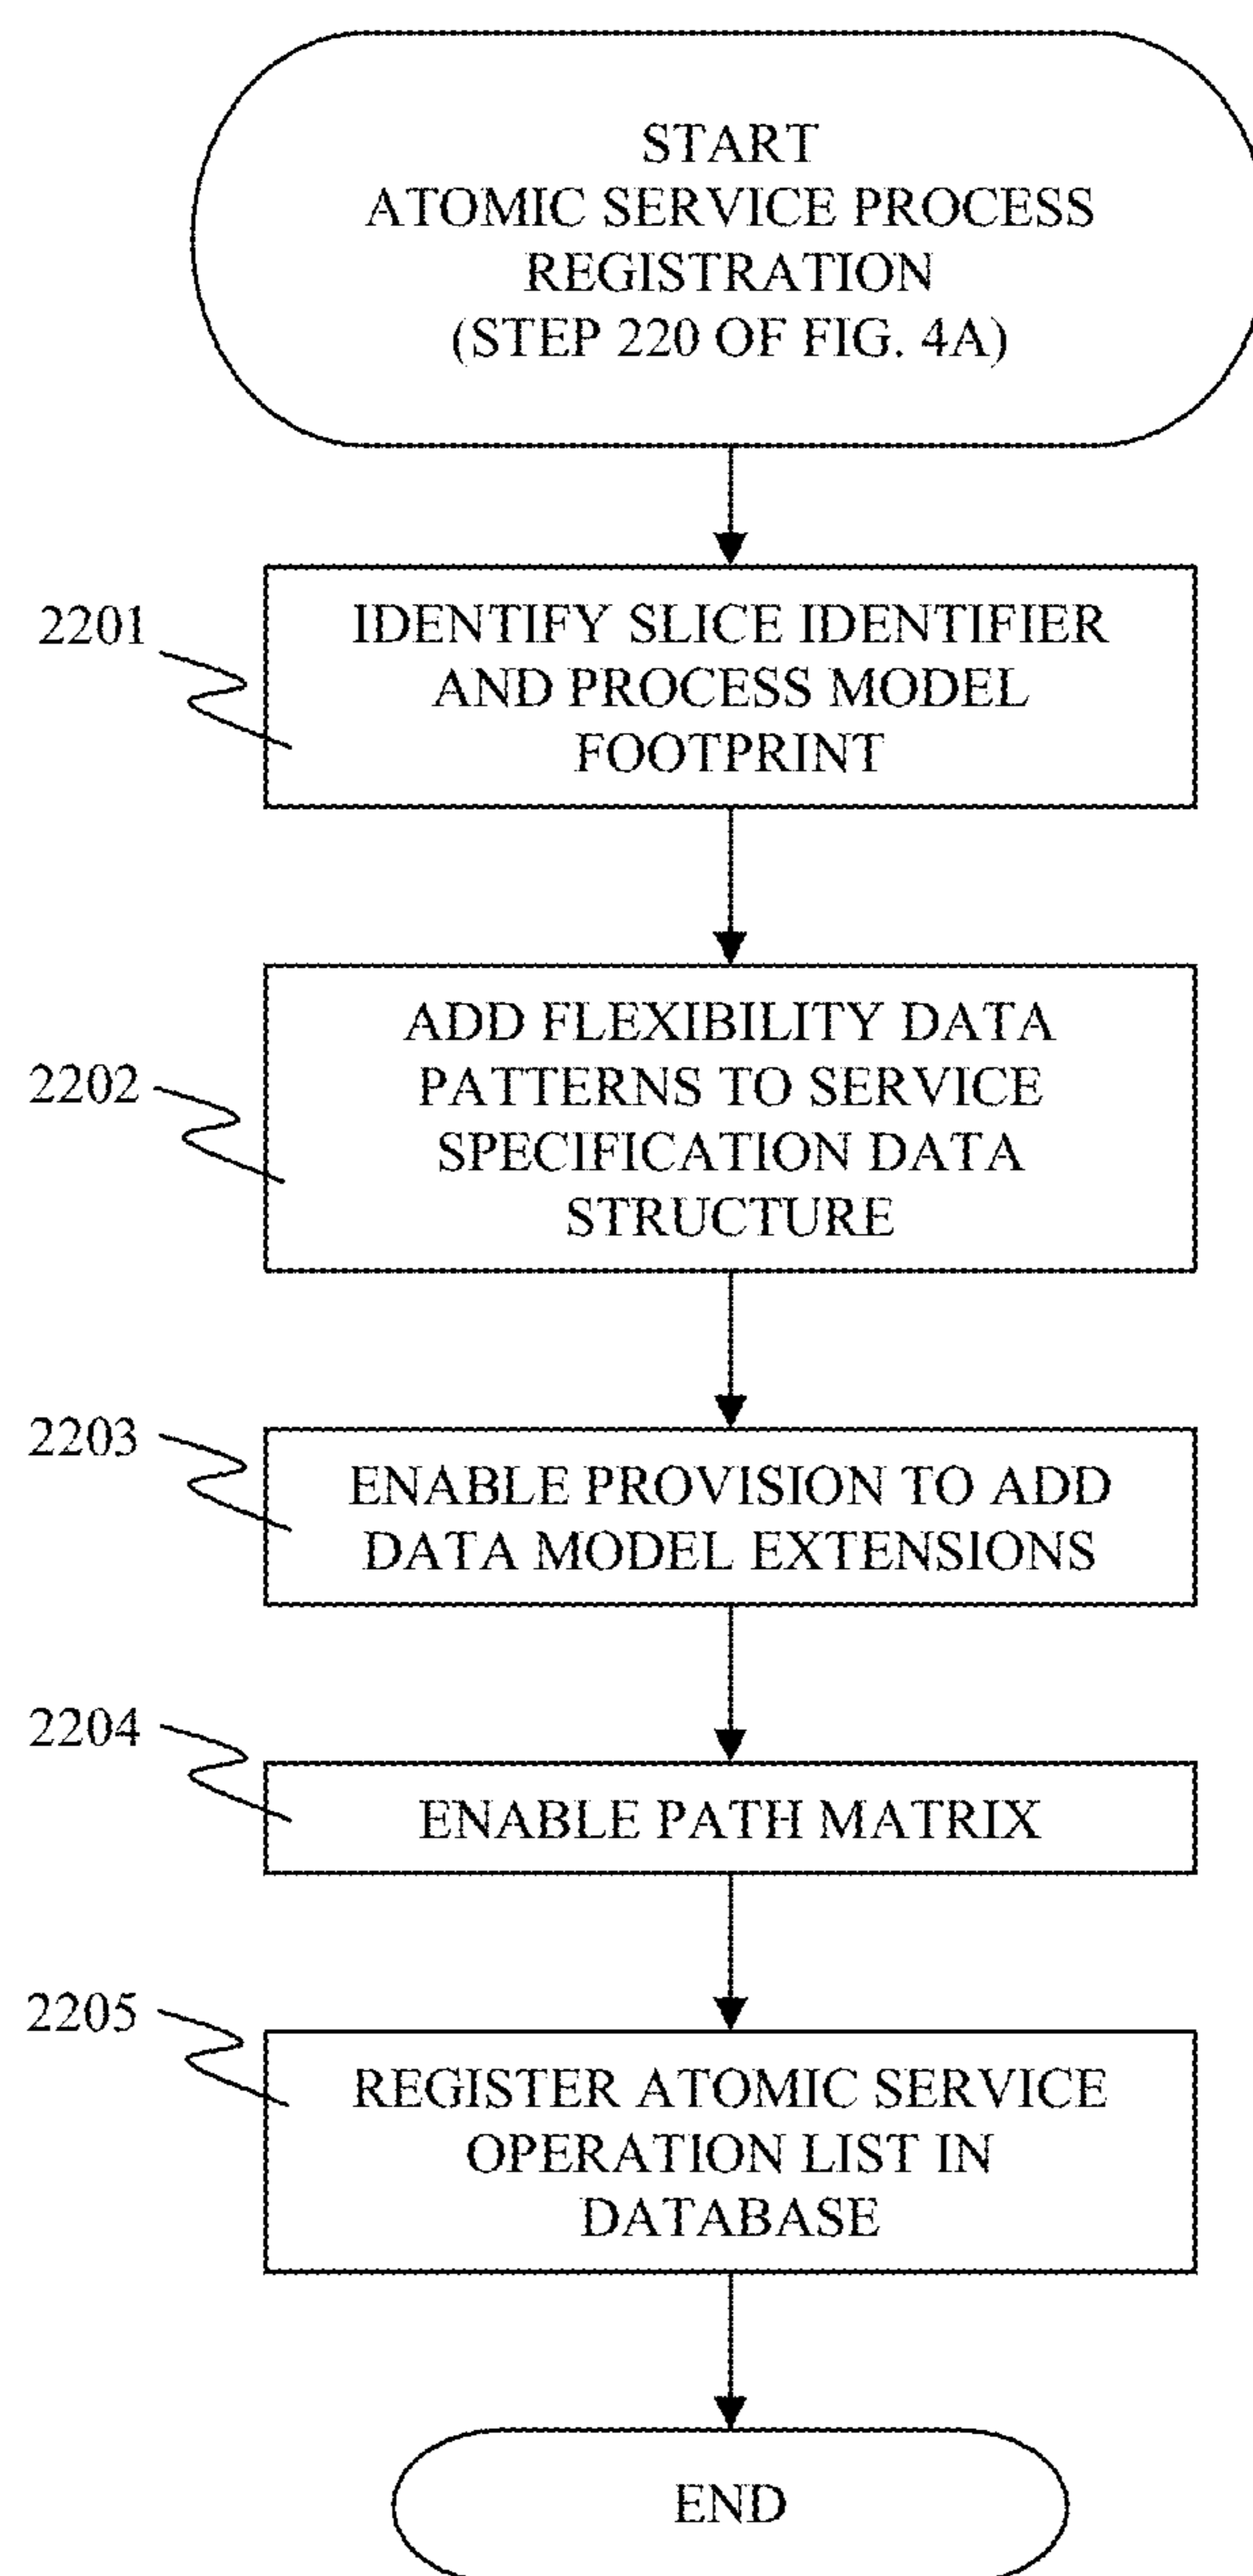 START
ATOMIC SERVICE PROCESS
REGISTRATION
(STEP 220 OF FIG. 4A)
2201
IDENTIFY SLICE IDENTIFIER
AND PROCESS MODEL
FOOTPRINT
2202
ADD FLEXIBILITY DATA
PATTERNS TO SERVICE
SPECIFICATION DATA
STRUCTURE
2203
ENABLE PROVISION TO ADD
DATA MODEL EXTENSIONS
2204
ENABLE PATH MATRIX
2205
REGISTER ATOMIC SERVICE
OPERATION LIST IN
DATABASE
END